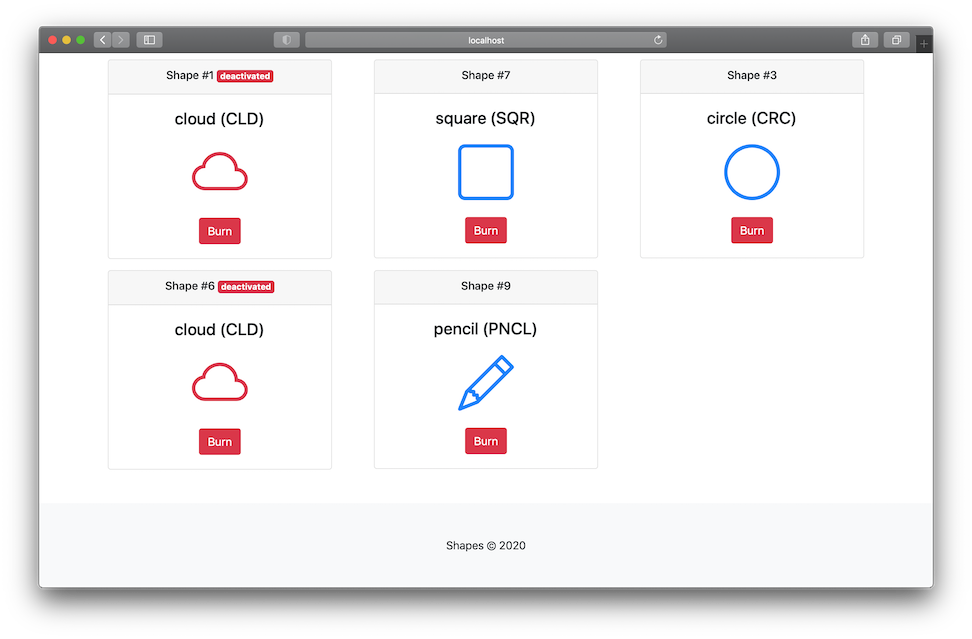 localhost
Shape #1 deactivated
cloud (CLD)
Burn
Shape #7
square (SQR)
Burn
Shape #3
circle (CRC)
Burn
Shape #6 deactivated
cloud (CLD)
Burn
Shape #9
pencil (PNCL)
Burn
Shapes © 2020